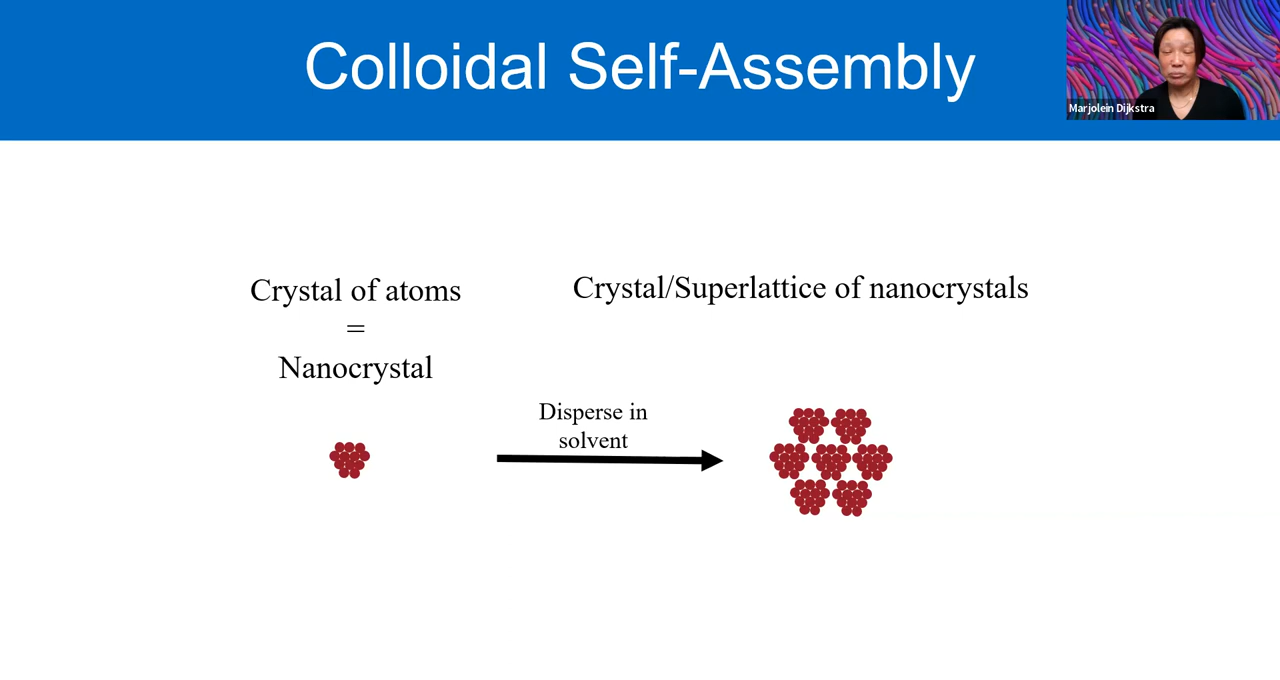 Colloidal Self-Assembly
Marjolein Dijkstra
Crystal of atoms
=
Nanocrystal
Crystal/Superlattice of nanocrystals
Disperse in
solvent